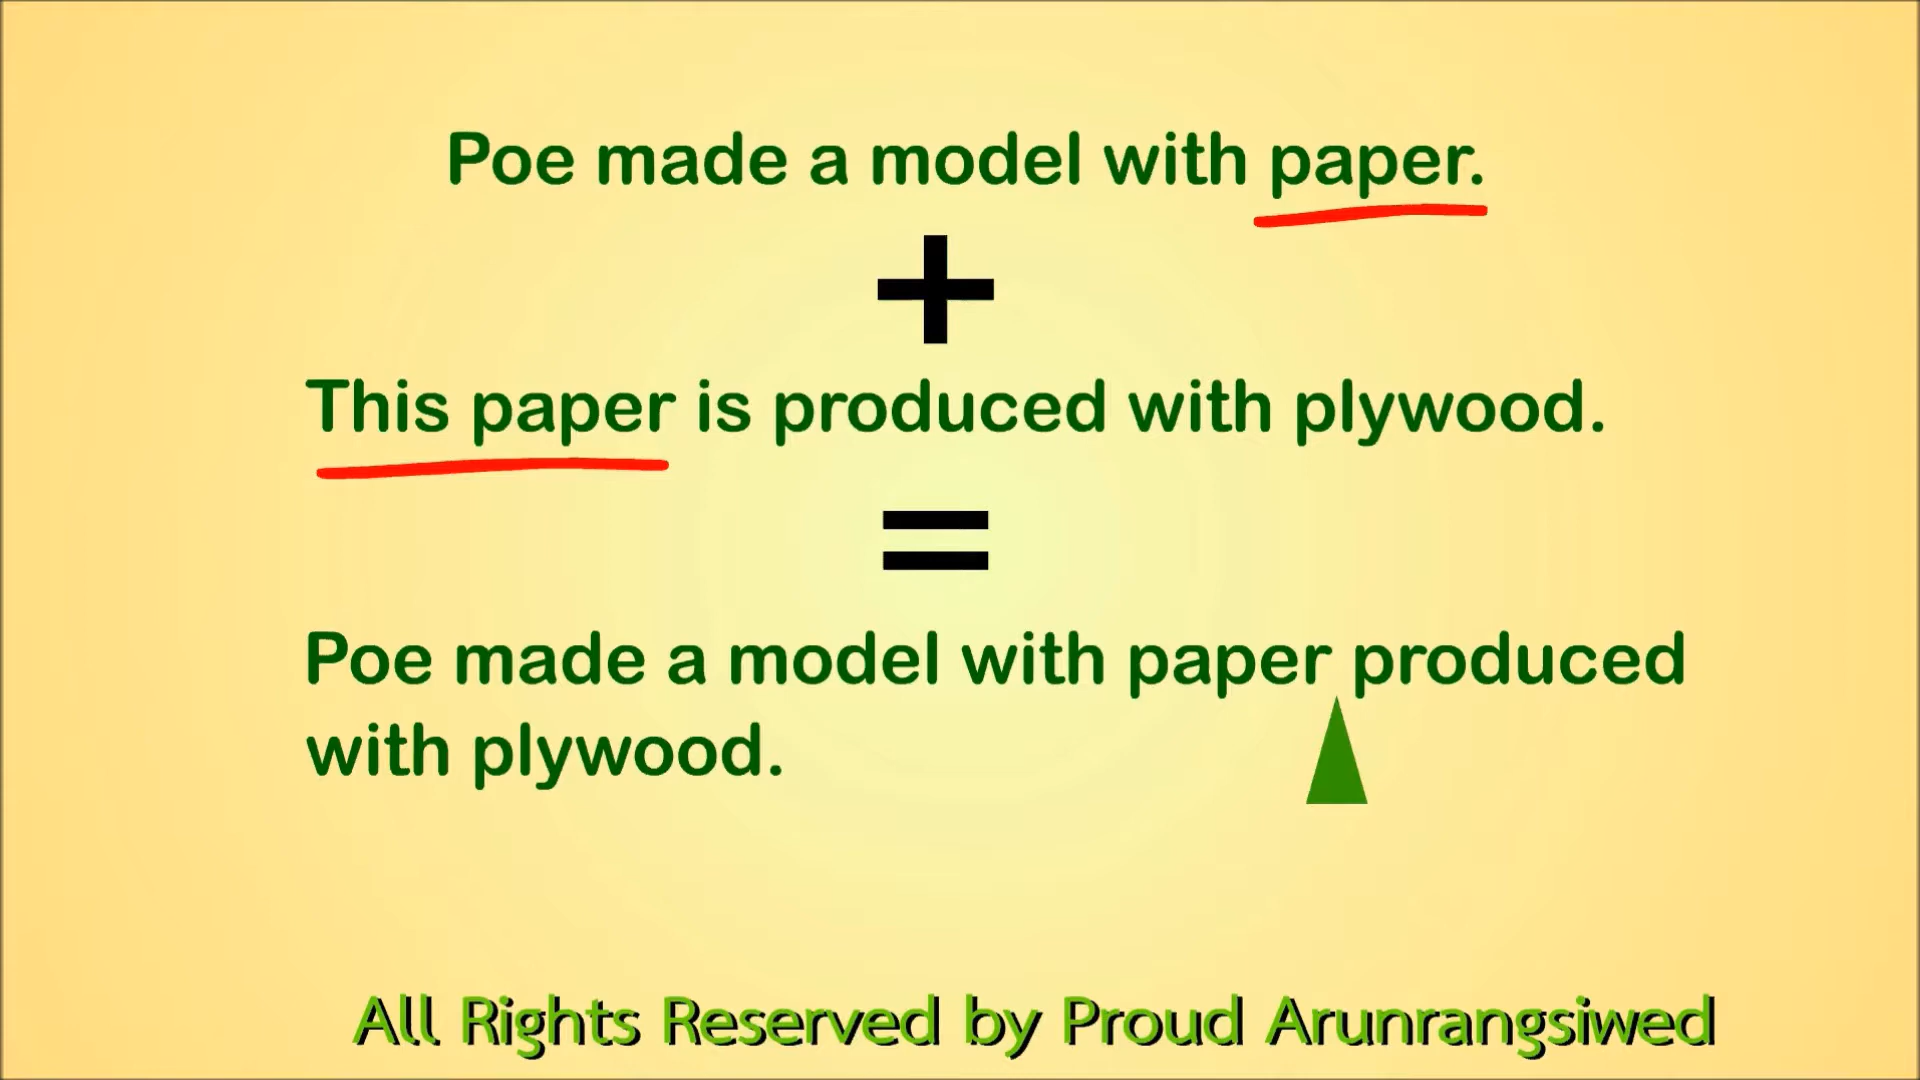 Poe made a model with paper.
+
This paper is produced with plywood.
=
Poe made a model with paper produced
with plywood.
All Rights Reserved by Proud Arunrangsiwed